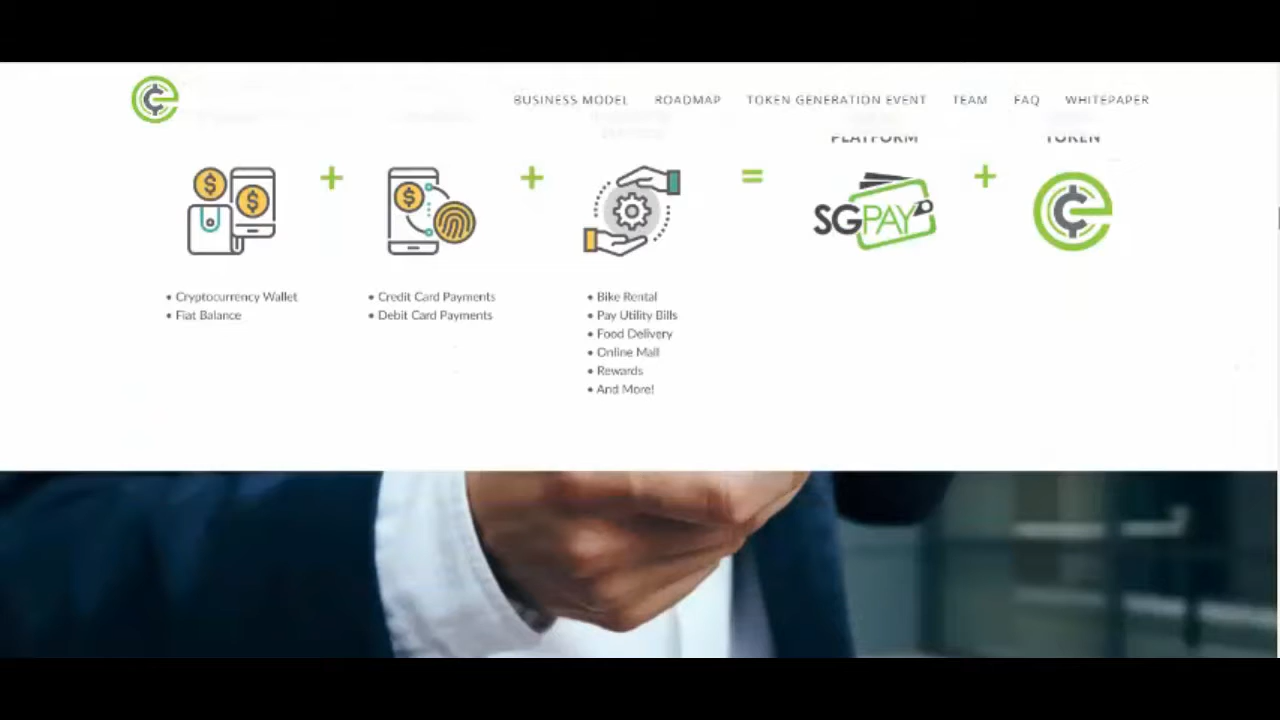 BUSINESS MODEL ROADMAP TOKEN GENERATION EVENT TEAM FAQ WHITEPAPER
PLATFORM TOKEN
SGPAY
• Cryptocurrency Wallet
• Fiat Balance
• Credit Card Payments
• Debit Card Payments
• Bike Rental
• Pay Utility Bills
• Food Delivery
• Online Mall
• Rewards
• And More!